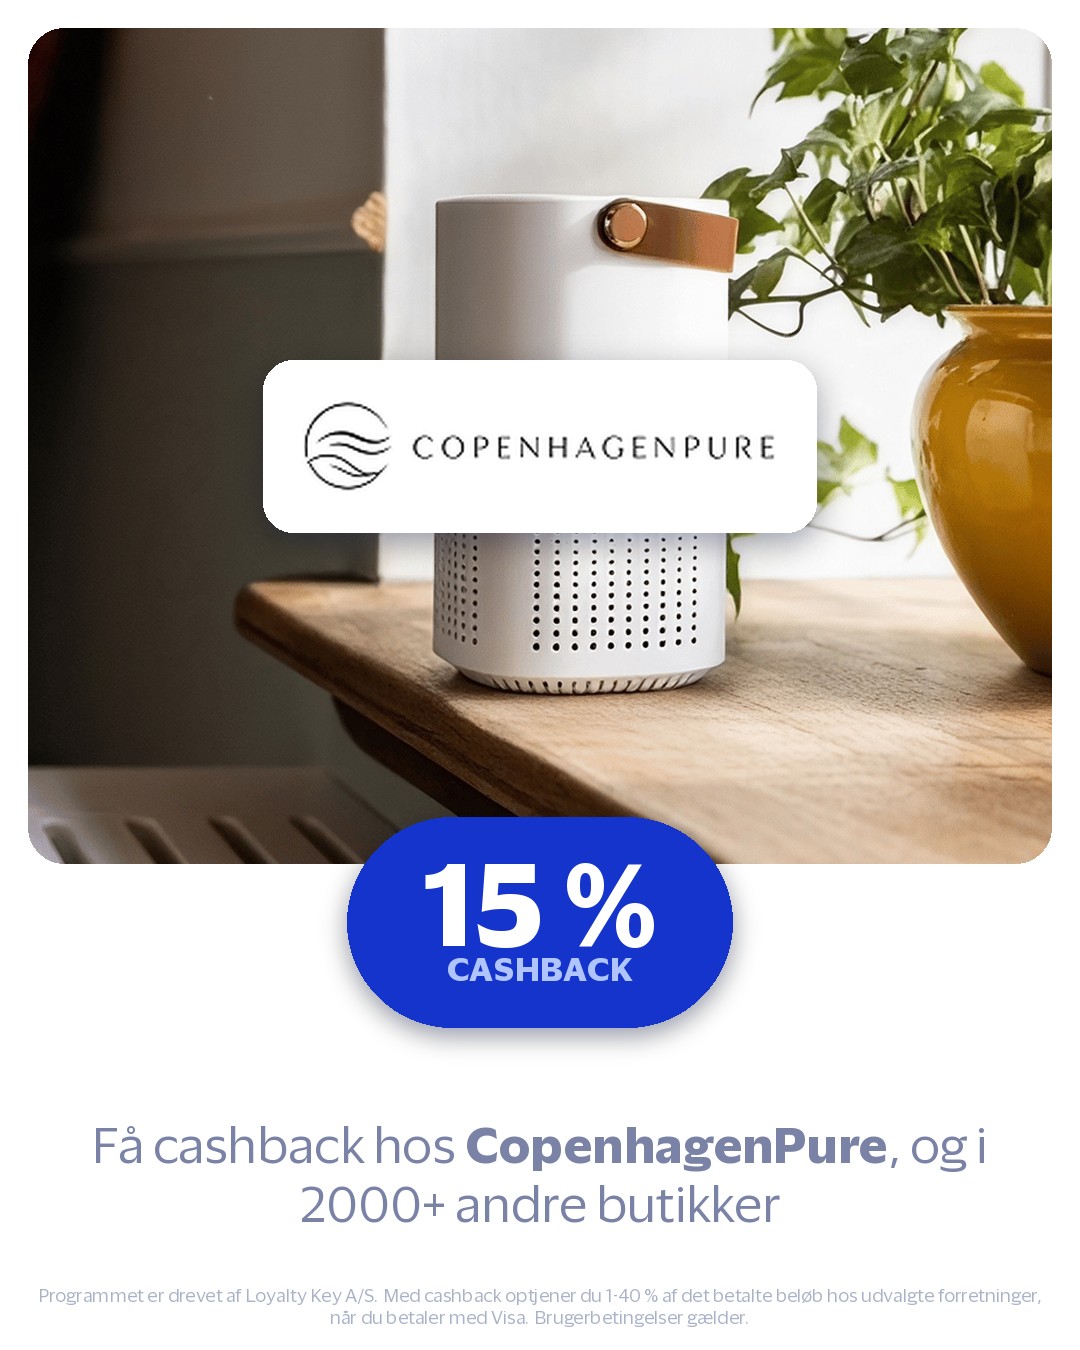 COPENHAGENPURE
15 %
CASHBACK
Få cashback hos CopenhagenPure, og i
2000+ andre butikker
Programmet er drevet af Loyalty Key A/S. Med cashback optjener du 1-40 % af det betalte beløb hos udvalgte forretninger,
når du betaler med Visa. Brugerbetingelser gælder.